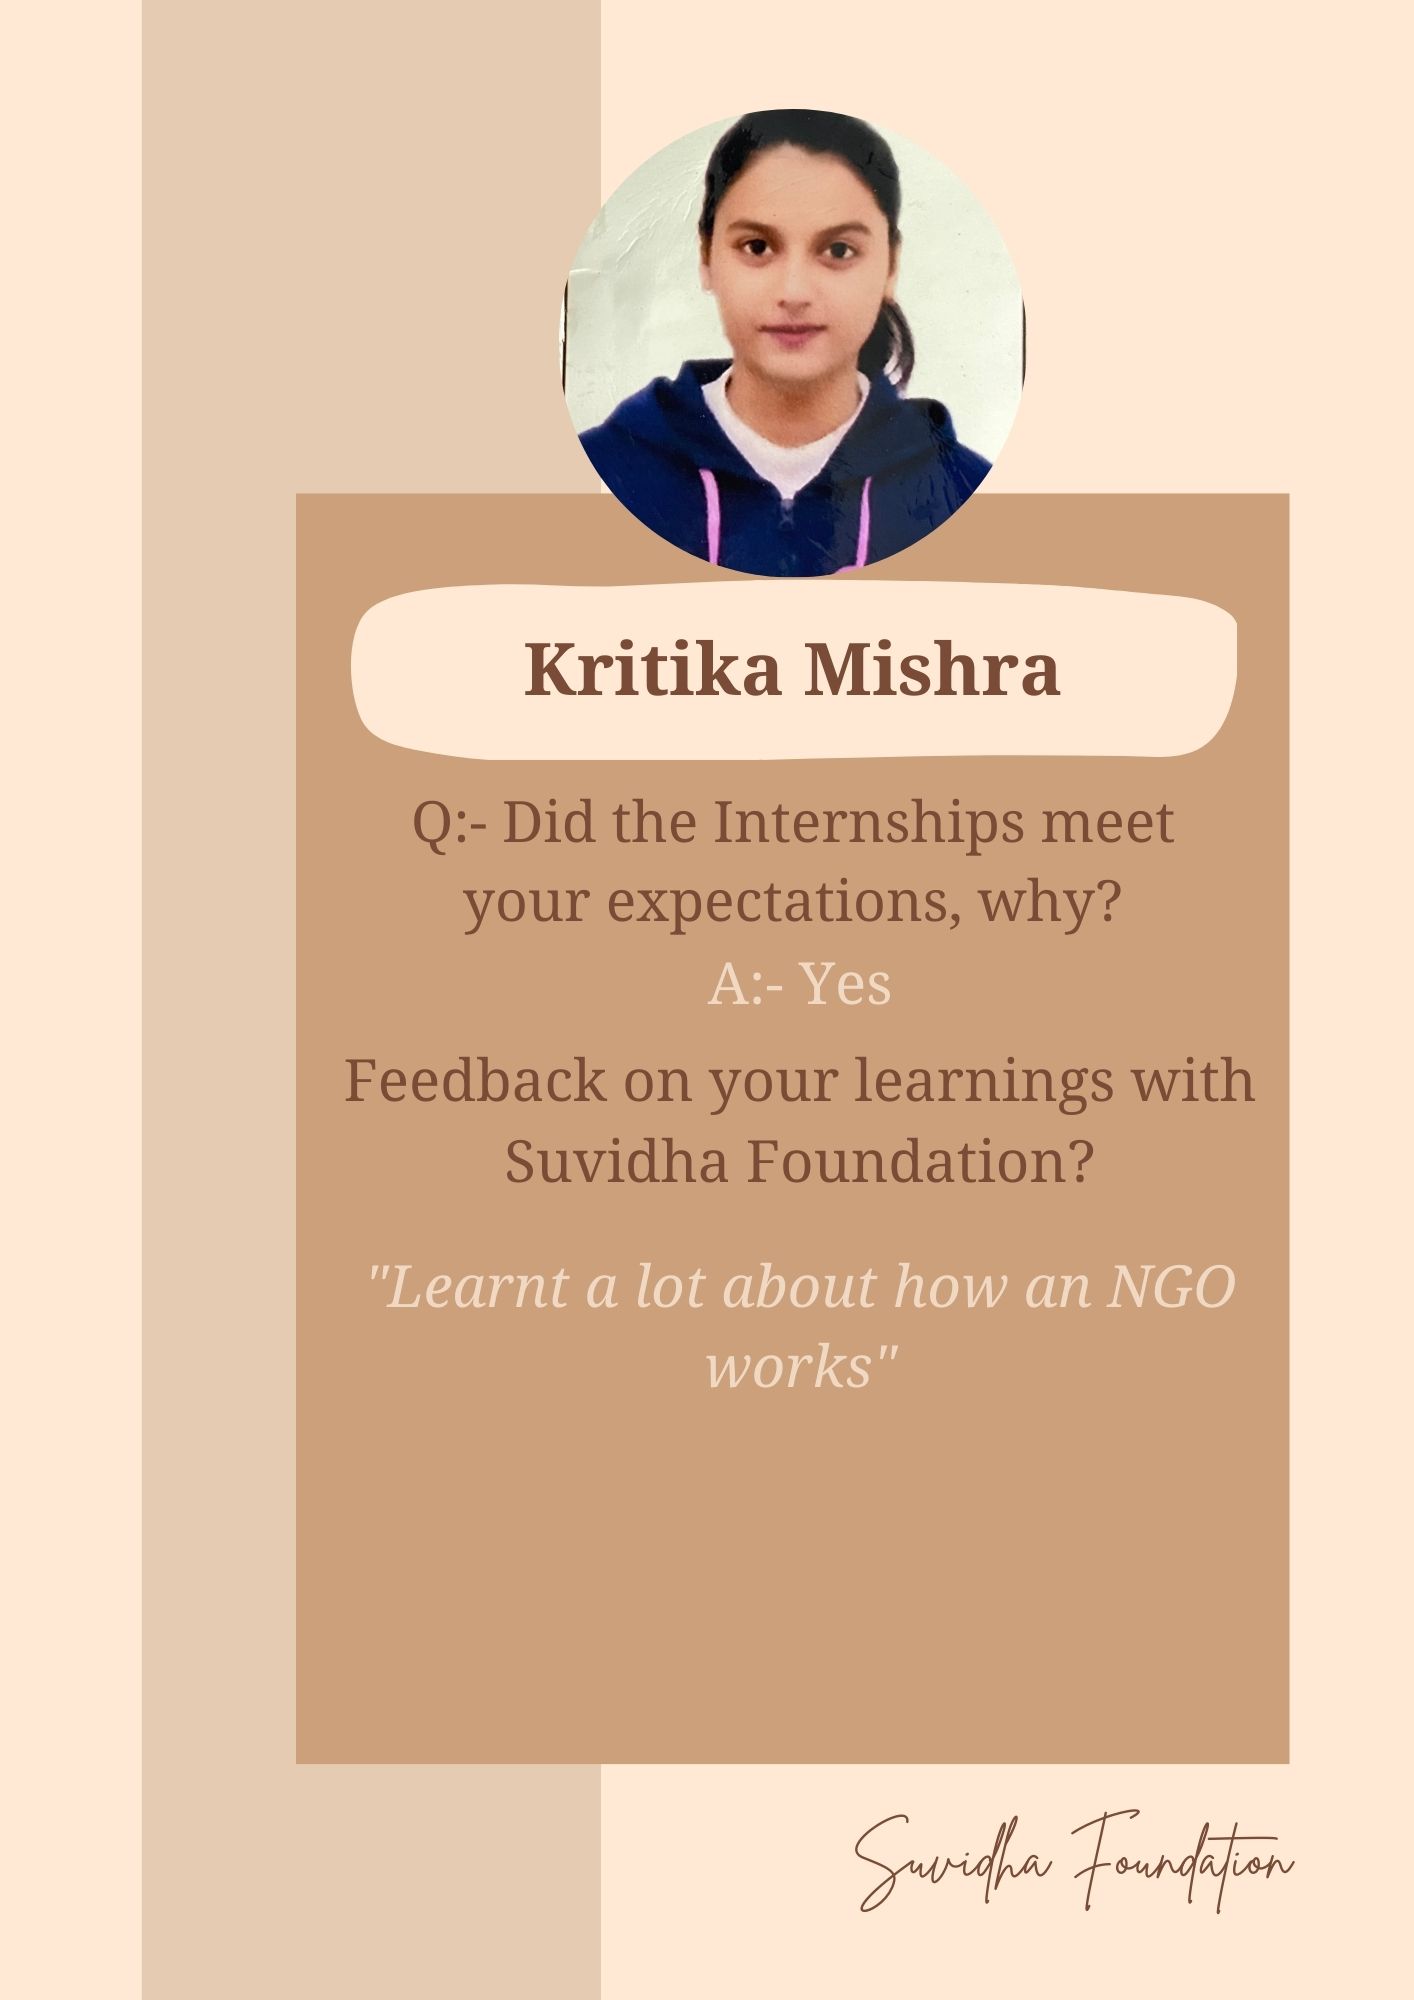 Kritika Mishra
Q:- Did the Internships meet
your expectations, why?
A:- Yes
Feedback on your learnings with
Suvidha Foundation?
"Learnt a lot about how an NGO
works"
Suvidha Foundation